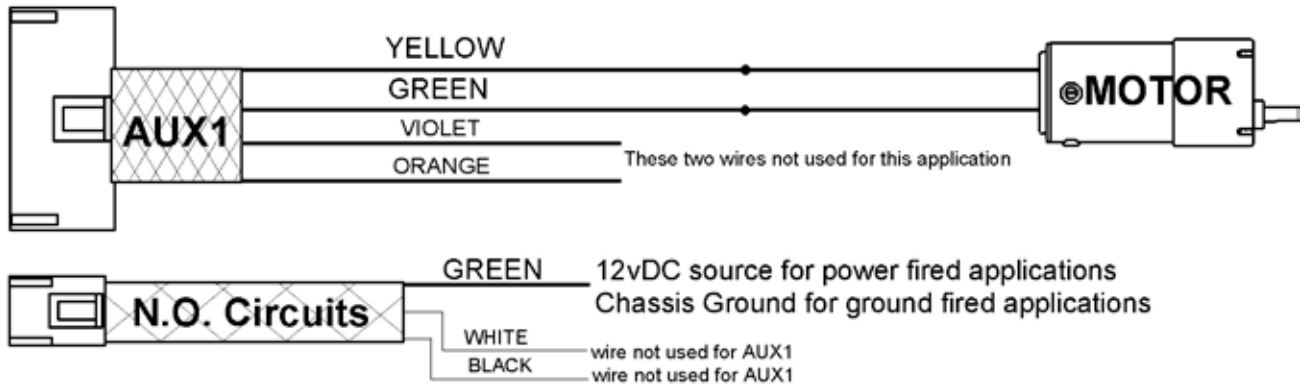 YELLOW
GREEN
AUX1
VIOLET
ORANGE
These two wires not used for this application
MOTOR
N.O. Circuits
GREEN
12vDC source for power fired applications
Chassis Ground for ground fired applications
WHITE
wire not used for AUX1
BLACK
wire not used for AUX1